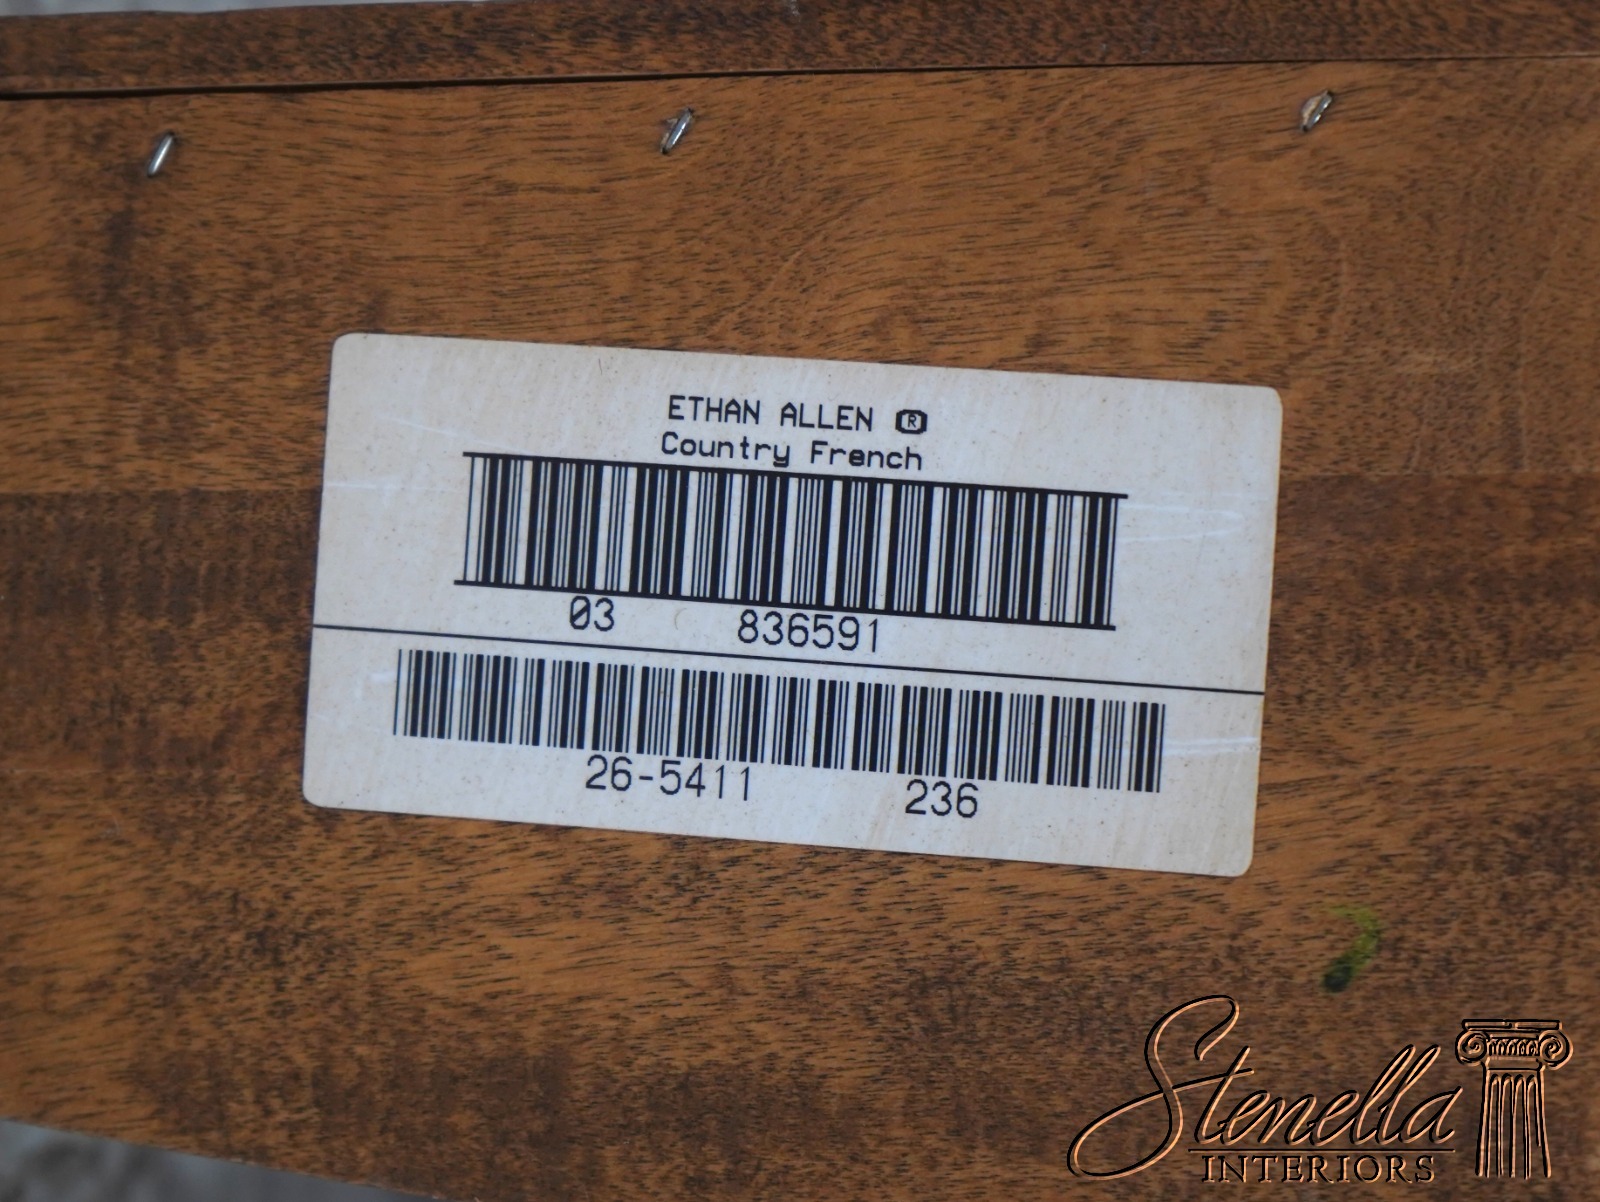 ETHAN ALLEN ®
Country French
03 836591
26-5411 236
Stenella
INTERIORS